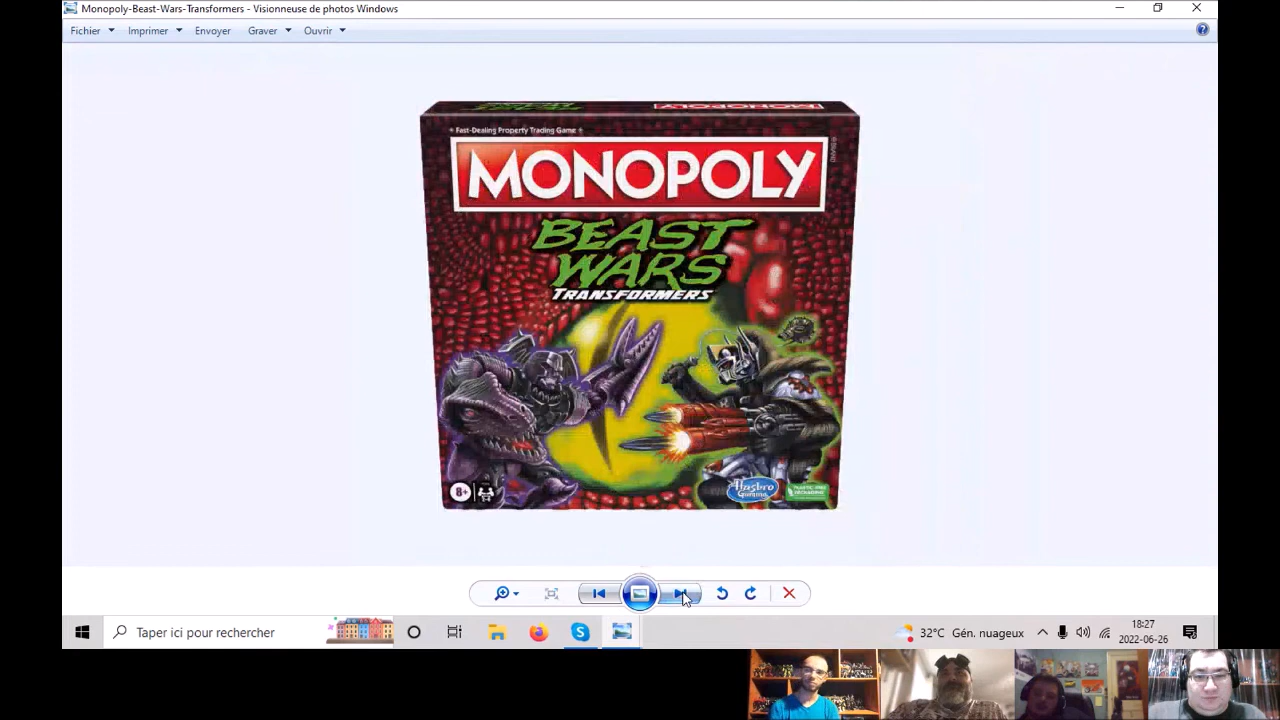 Monopoly-Beast-Wars-Transformers - Visionneuse de photos Windows
Fichier Imprimer Envoyer Graver Ouvrir
Fast-Dealing Property Trading Game
MONOPOLY
BRAND
BEAST
WARS
TRANSFORMERS
8+
Hasbro
Gaming
Taper ici pour rechercher
32°C Gén. nuageux
18:27
2022-06-26